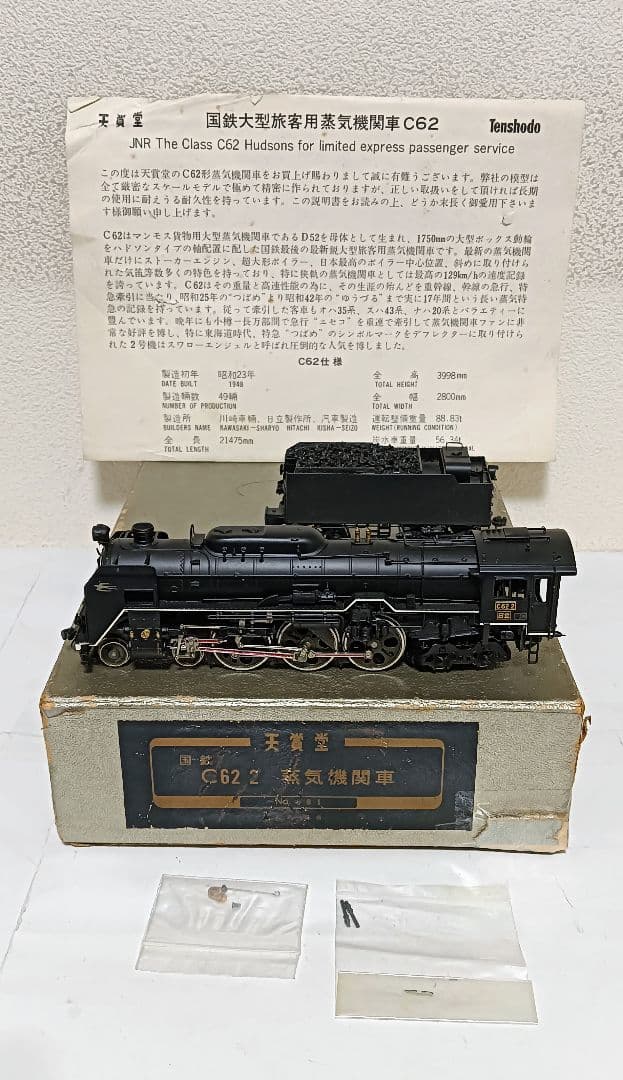 天賞堂 国鉄大型旅客用蒸気機関車C62 Tenshodo
JNR The Class C62 Hudsons for limited express passenger service
この度は天賞堂のC62形蒸気機関車をお買上げ賜わりまして誠に有難うございます。弊社の模型は
全て厳密なスケールモデルで極めて精密に作られておりますが、正しい取扱いをして頂ければ長期
の使用に耐えうる耐久性を持っています。この説明書をお読みの上、どうか末長く御愛用下さいま
す様御願い申し上げます。
C62はマンモス貨物用大型蒸気機関車であるD52を母体として生まれ、1750mmの大型ボックス動輪
をハドソンタイプの軸配置に配した国鉄最後の最新鋭大型旅客用蒸気機関車です。最新の蒸気機関
車だけにストーカーエンジン、超大形ボイラー、日本最高のボイラー中心位置、斜めに取り付けら
れた気筒等数多くの特色を持っており、特に狭軌の蒸気機関車としては最高の129km/hの速度記録
を誇っています。C62はその重量と高速性能の為に、その生涯の殆んどを東幹線、幹線の急行、特
急牽引に当り、昭和25年の"つばめ"より昭和42年の"ゆうづる"まで実に17年間という長い蒸気特
急の記録を持っています。従って牽引した客車もオハ35系、スハ43系、ナハ20系とバラエティーに
豊んでいます。晩年にも小樽ー長万部間で急行"ニセコ"を重連で牽引して蒸気機関車ファンに非
常な好評を博し、特に東海道時代、特急"つばめ"のシンボルマークをデフレクターに取り付けられ
た2号機はスワローエンジェルと呼ばれ圧倒的な人気を博しました。
C62仕様
製造初年 昭和23年 全高 3998mm
DATE BUILT 1948 TOTAL HEIGHT
製造輌数 49輌 全幅 2800mm
NUMBER OF PRODUCTION TOTAL WIDTH
製造所 川崎車輛、日立製作所、汽車製造 運転整備重量 88.83t
BUILDERS NAME KAWASAKI-SHARYO HITACHI KISHA-SEIZO WEIGHT (RUNNING CONDITION)
全長 21475mm 炭水車重量 56.34t
TOTAL LENGTH
C62 2
天賞堂
国鉄
C62 2 蒸気機関車